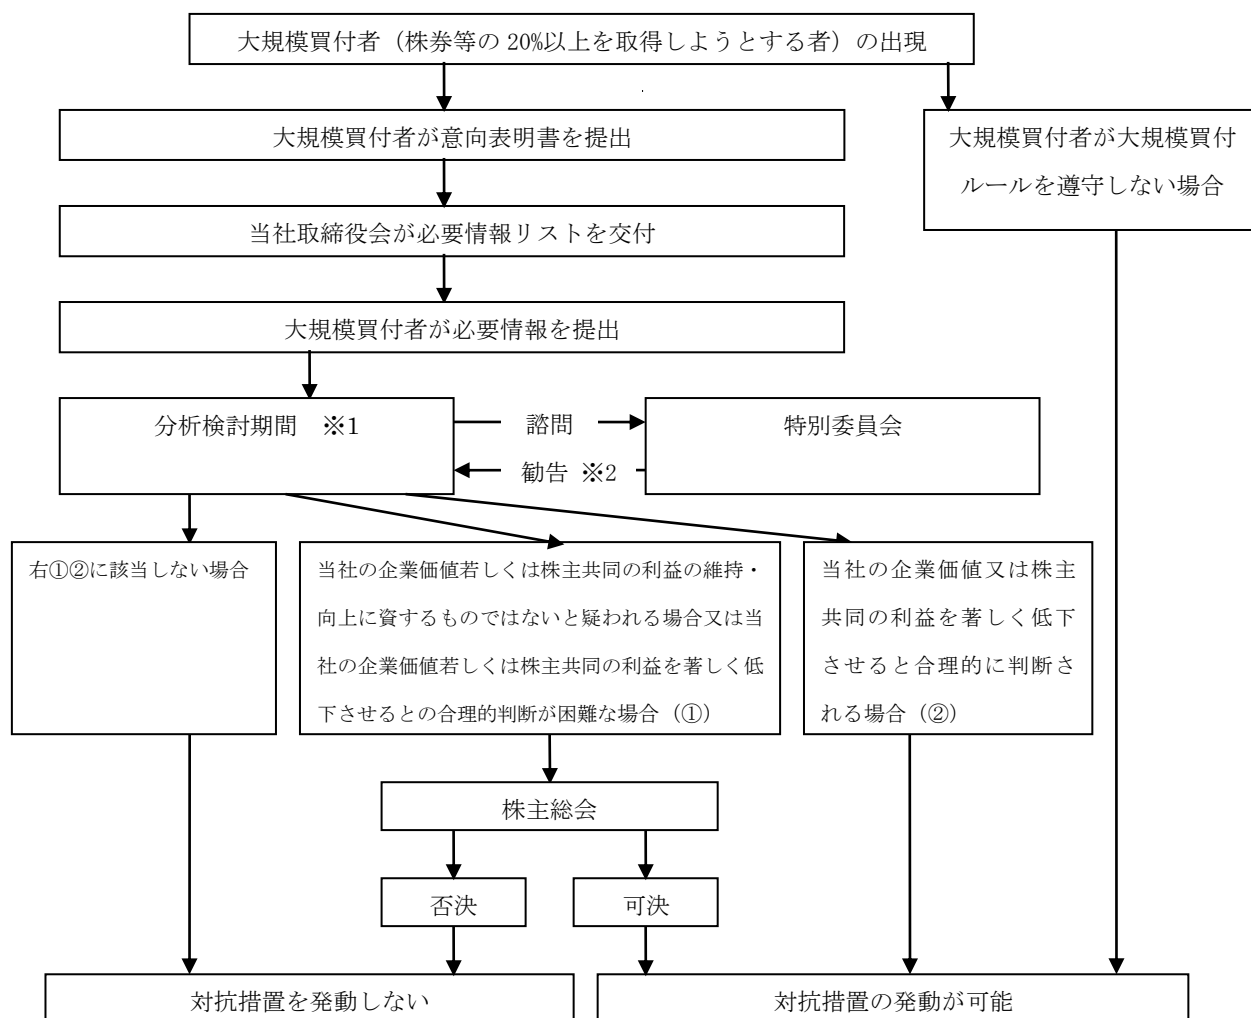 大規模買付者（株券等の 20%以上を取得しようとする者）の出現
大規模買付者が意向表明書を提出
大規模買付者が大規模買付
ルールを遵守しない場合
当社取締役会が必要情報リストを交付
大規模買付者が必要情報を提出
分析検討期間　※1
諮問
勧告 ※2
特別委員会
右①②に該当しない場合
当社の企業価値若しくは株主共同の利益の維持・
向上に資するものではないと疑われる場合又は当
社の企業価値若しくは株主共同の利益を著しく低
下させるとの合理的判断が困難な場合（①）
当社の企業価値又は株主
共同の利益を著しく低下
させると合理的に判断さ
れる場合（②）
株主総会
否決
可決
対抗措置を発動しない
対抗措置の発動が可能